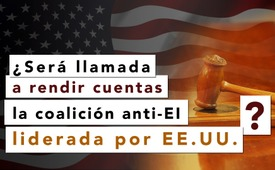 ¿Será llamada
a rendir cuentas
la coalición anti-EI
liderada por EE.UU.
?